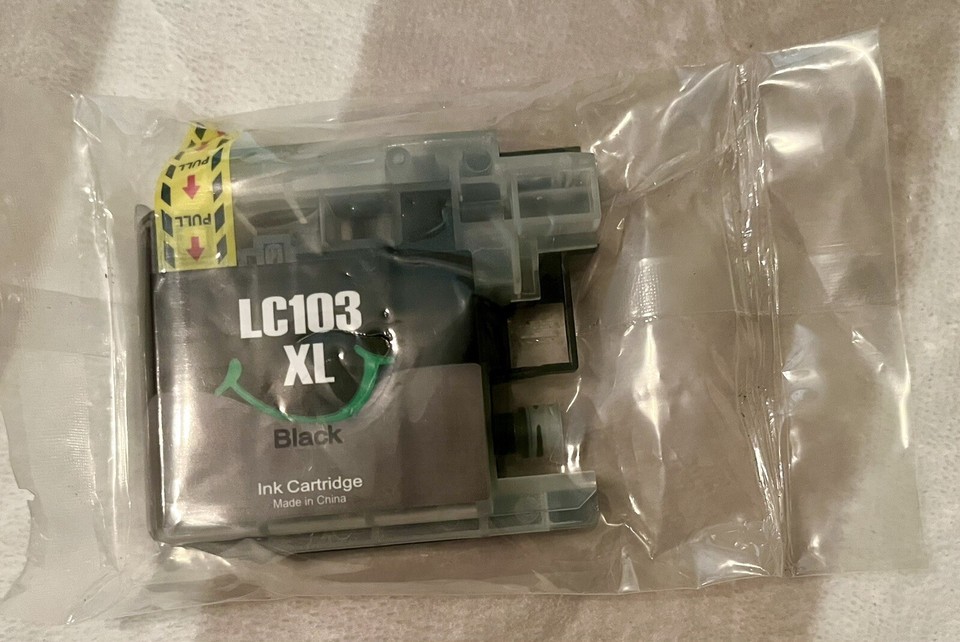 PULL
PULL
LC103
XL
Black
Ink Cartridge
Made in China